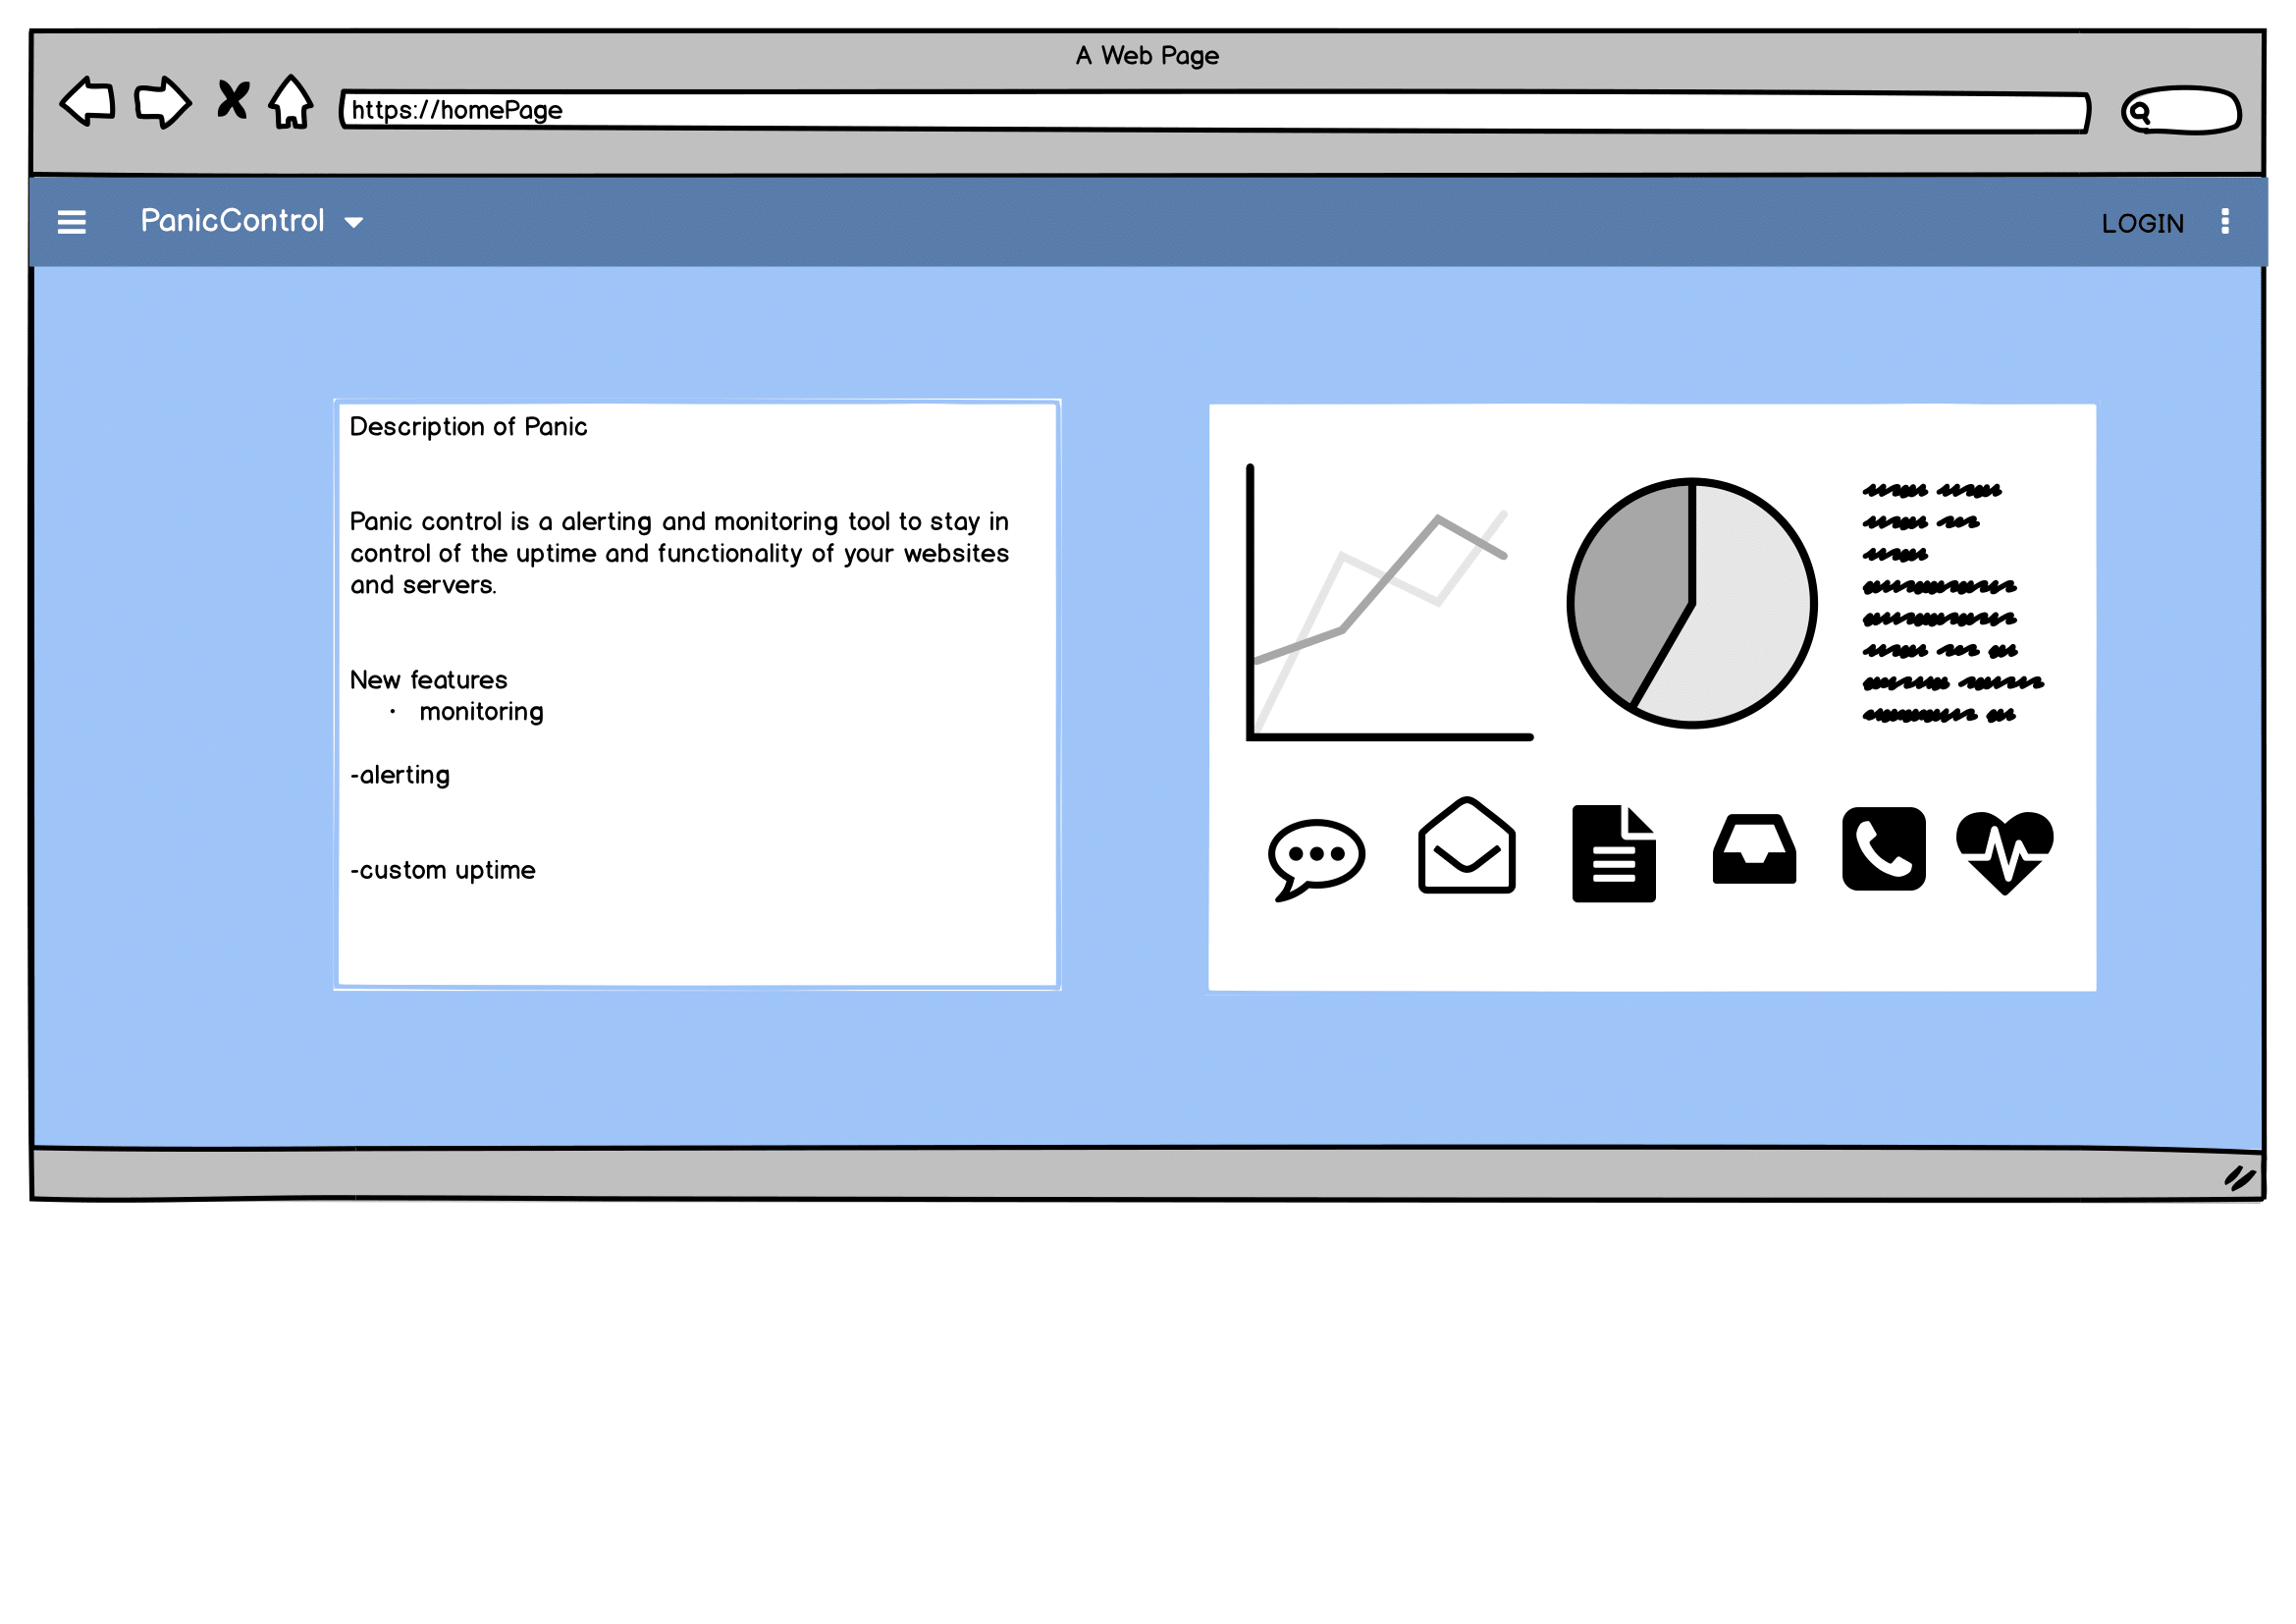 A Web Page
https://homePage
PanicControl
LOGIN
Description of Panic
Panic control is a alerting and monitoring tool to stay in
control of the uptime and functionality of your websites
and servers.
New features
· monitoring
-alerting
-custom uptime